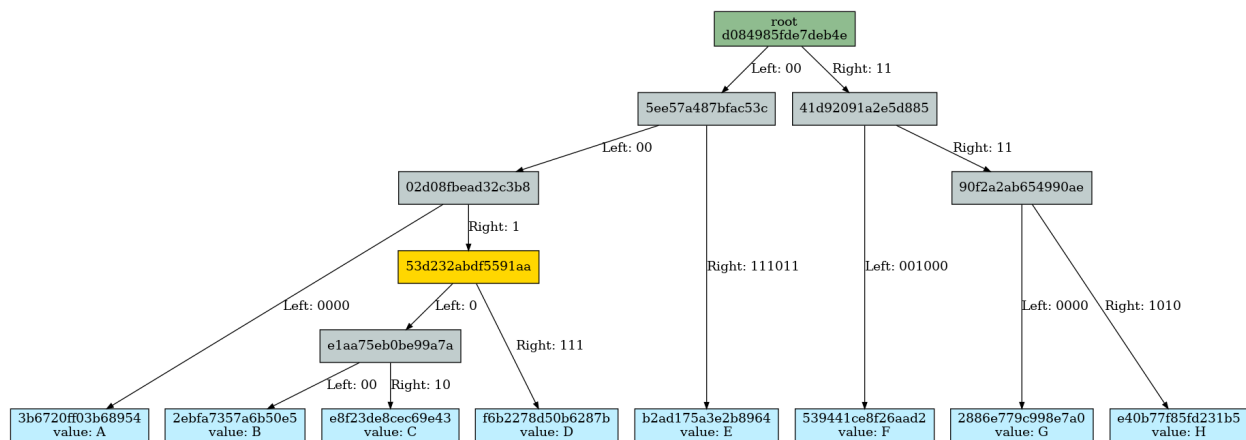 root
d084985fde7deb4e
Left: 00
Right: 11
5ee57a487bfac53c
41d92091a2e5d885
Left: 00
Right: 11
02d08fbead32c3b8
90f2a2ab654990ae
Right: 1
53d232abdf5591aa
Right: 111011
Left: 001000
Left: 0000
Left: 0
Left: 0000
Right: 1010
e1aa75eb0be99a7a
Right: 111
Left: 00
Right: 10
3b6720ff03b68954
value: A
2ebfa7357a6b50e5
value: B
e8f23de8cec69e43
value: C
f6b2278d50b6287b
value: D
b2ad175a3e2b8964
value: E
539441ce8f26aad2
value: F
2886e779c998e7a0
value: G
e40b77f85fd231b5
value: H